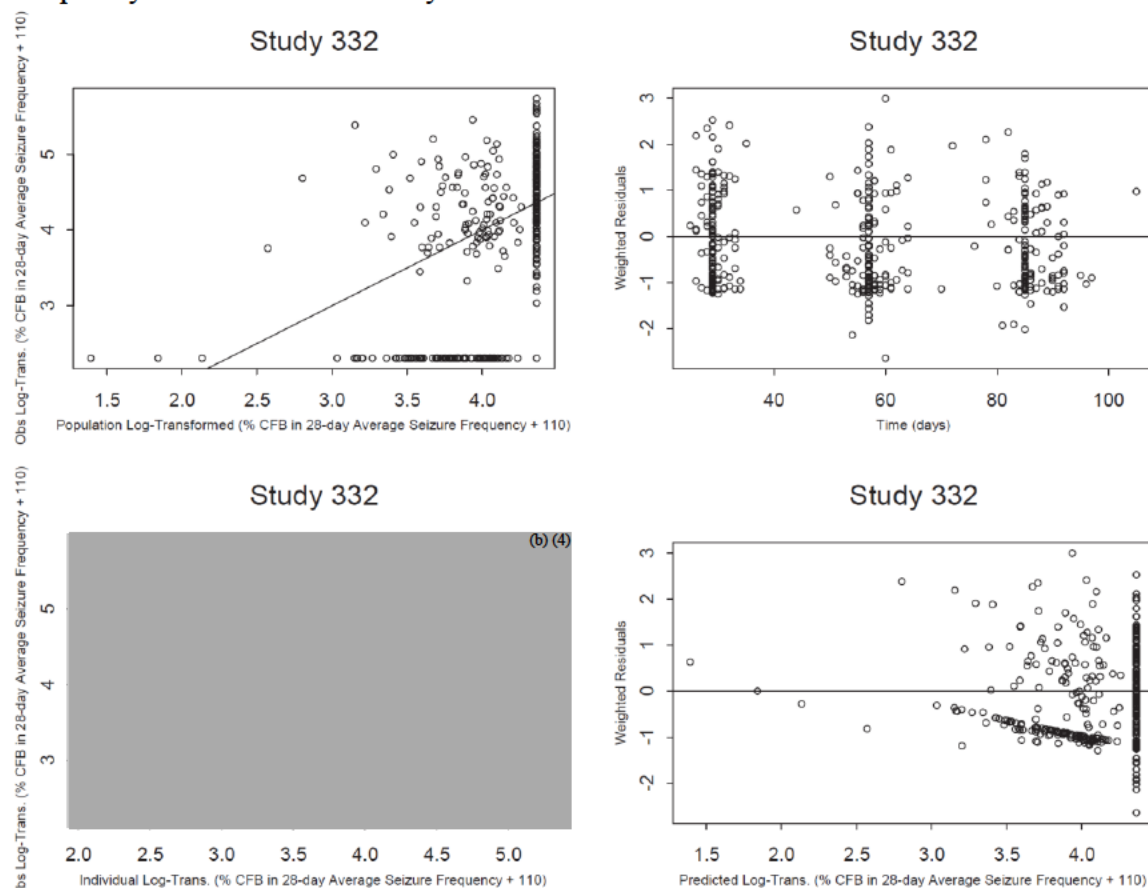 Study 332
Obs Log-Trans. (% CFB in 28-day Average Seizure Frequency + 110)
5
4
3
1.5 2.0 2.5 3.0 3.5 4.0
Population Log-Transformed (% CFB in 28-day Average Seizure Frequency + 110)
Study 332
Weighted Residuals
3
2
1
0
-1
-2
40 60 80 100
Time (days)
Study 332
bs Log-Trans. (% CFB in 28-day Average Seizure Frequency + 110)
(b) (4)
5
4
3
2.0 2.5 3.0 3.5 4.0 4.5 5.0
Individual Log-Trans. (% CFB in 28-day Average Seizure Frequency + 110)
Study 332
Weighted Residuals
3
2
1
0
-1
-2
1.5 2.0 2.5 3.0 3.5 4.0
Predicted Log-Trans. (% CFB in 28-day Average Seizure Frequency + 110)